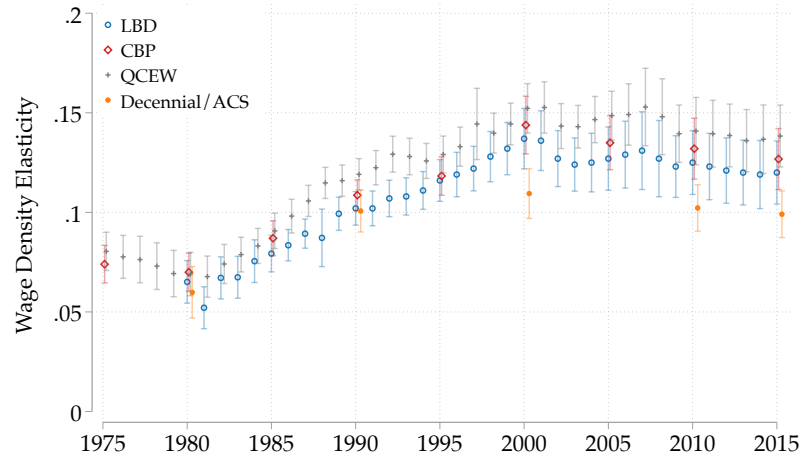 .2
.15
.1
.05
0
Wage Density Elasticity
LBD
CBP
QCEW
Decennial/ACS
1975 1980 1985 1990 1995 2000 2005 2010 2015